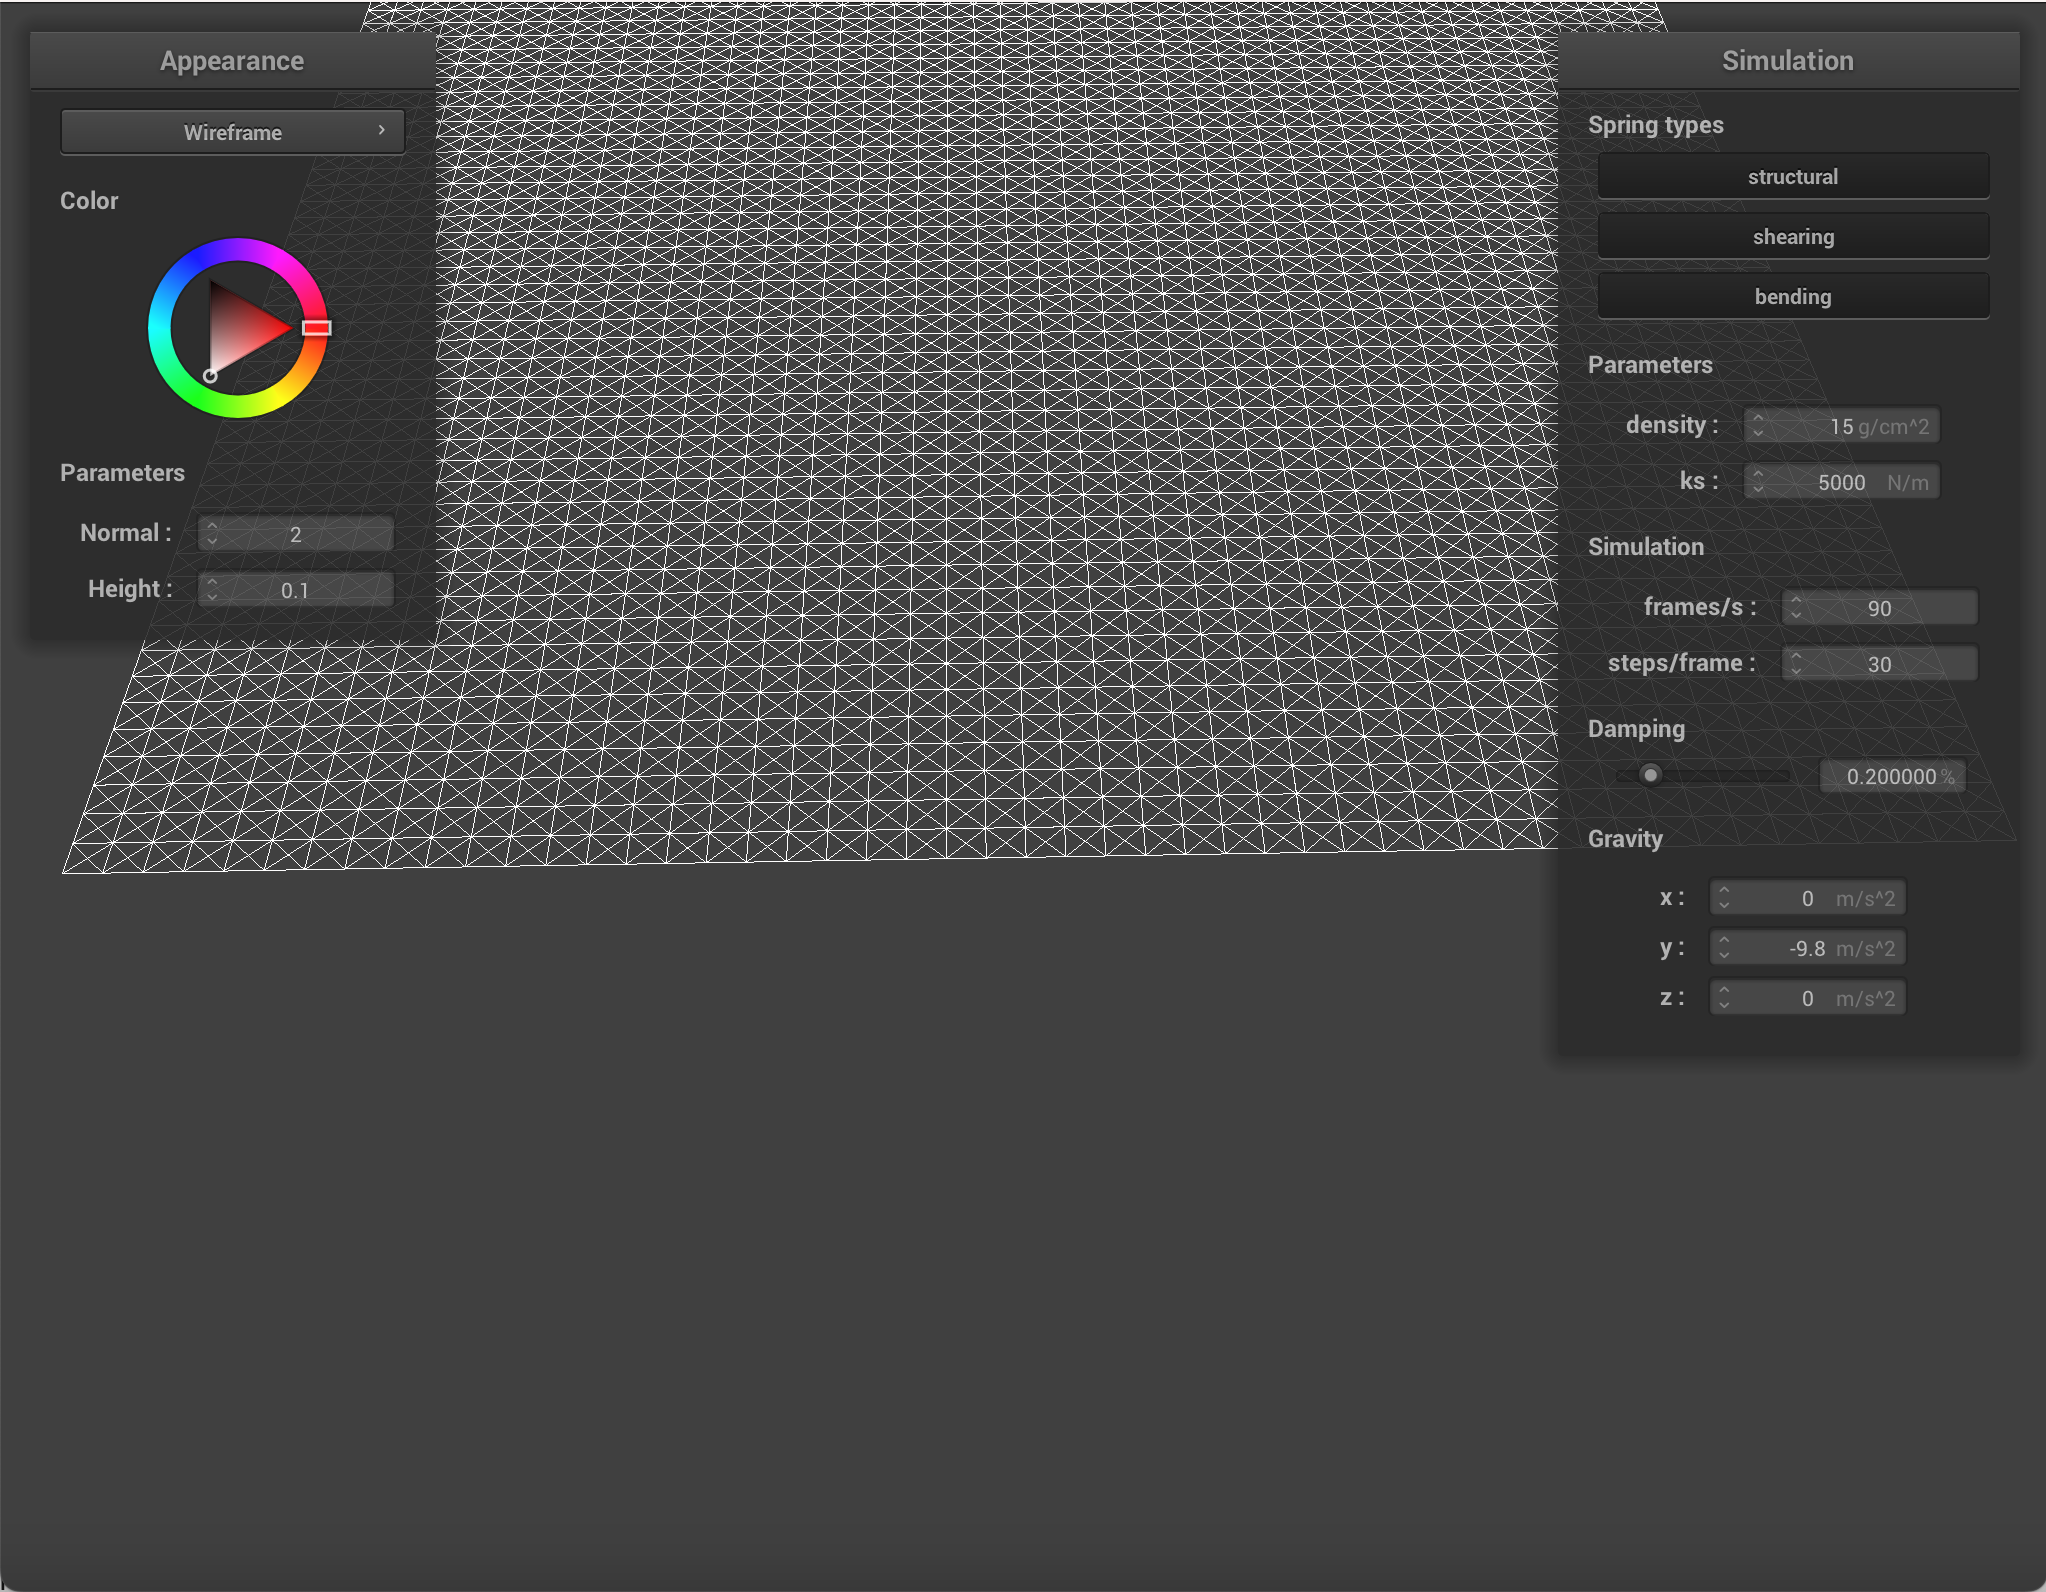 Appearance
Wireframe
Color
Parameters
Normal : 2
Height : 0.1
Simulation
Spring types
structural
shearing
bending
Parameters
density : 15 g/cm^2
ks : 5000 N/m
Simulation
frames/s : 90
steps/frame : 30
Damping
0.200000 %
Gravity
x : 0 m/s^2
y : -9.8 m/s^2
z : 0 m/s^2